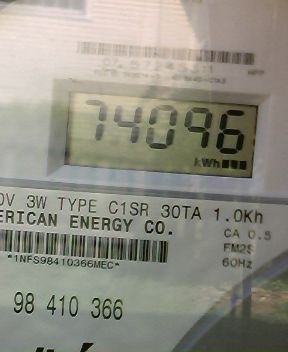 74096
kWh
0V 3W TYPE C1SR 30TA 1.0Kh
ERICAN ENERGY CO.
CA 0.5
FM2S
60Hz
*1NFS98410366MEC*
98 410 366